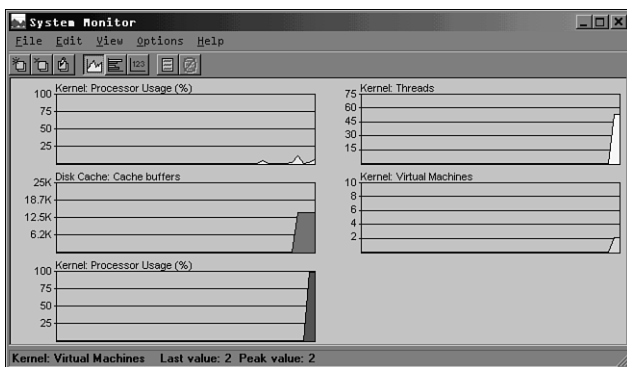 System Monitor
File Edit View Options Help
123
Kernel: Processor Usage (%)
100
75
50
25
Kernel: Threads
75
60
45
30
15
Disk Cache: Cache buffers
25K
18.7K
12.5K
6.2K
Kernel: Virtual Machines
10
8
6
4
2
Kernel: Processor Usage (%)
100
75
50
25
Kernel: Virtual Machines Last value: 2 Peak value: 2